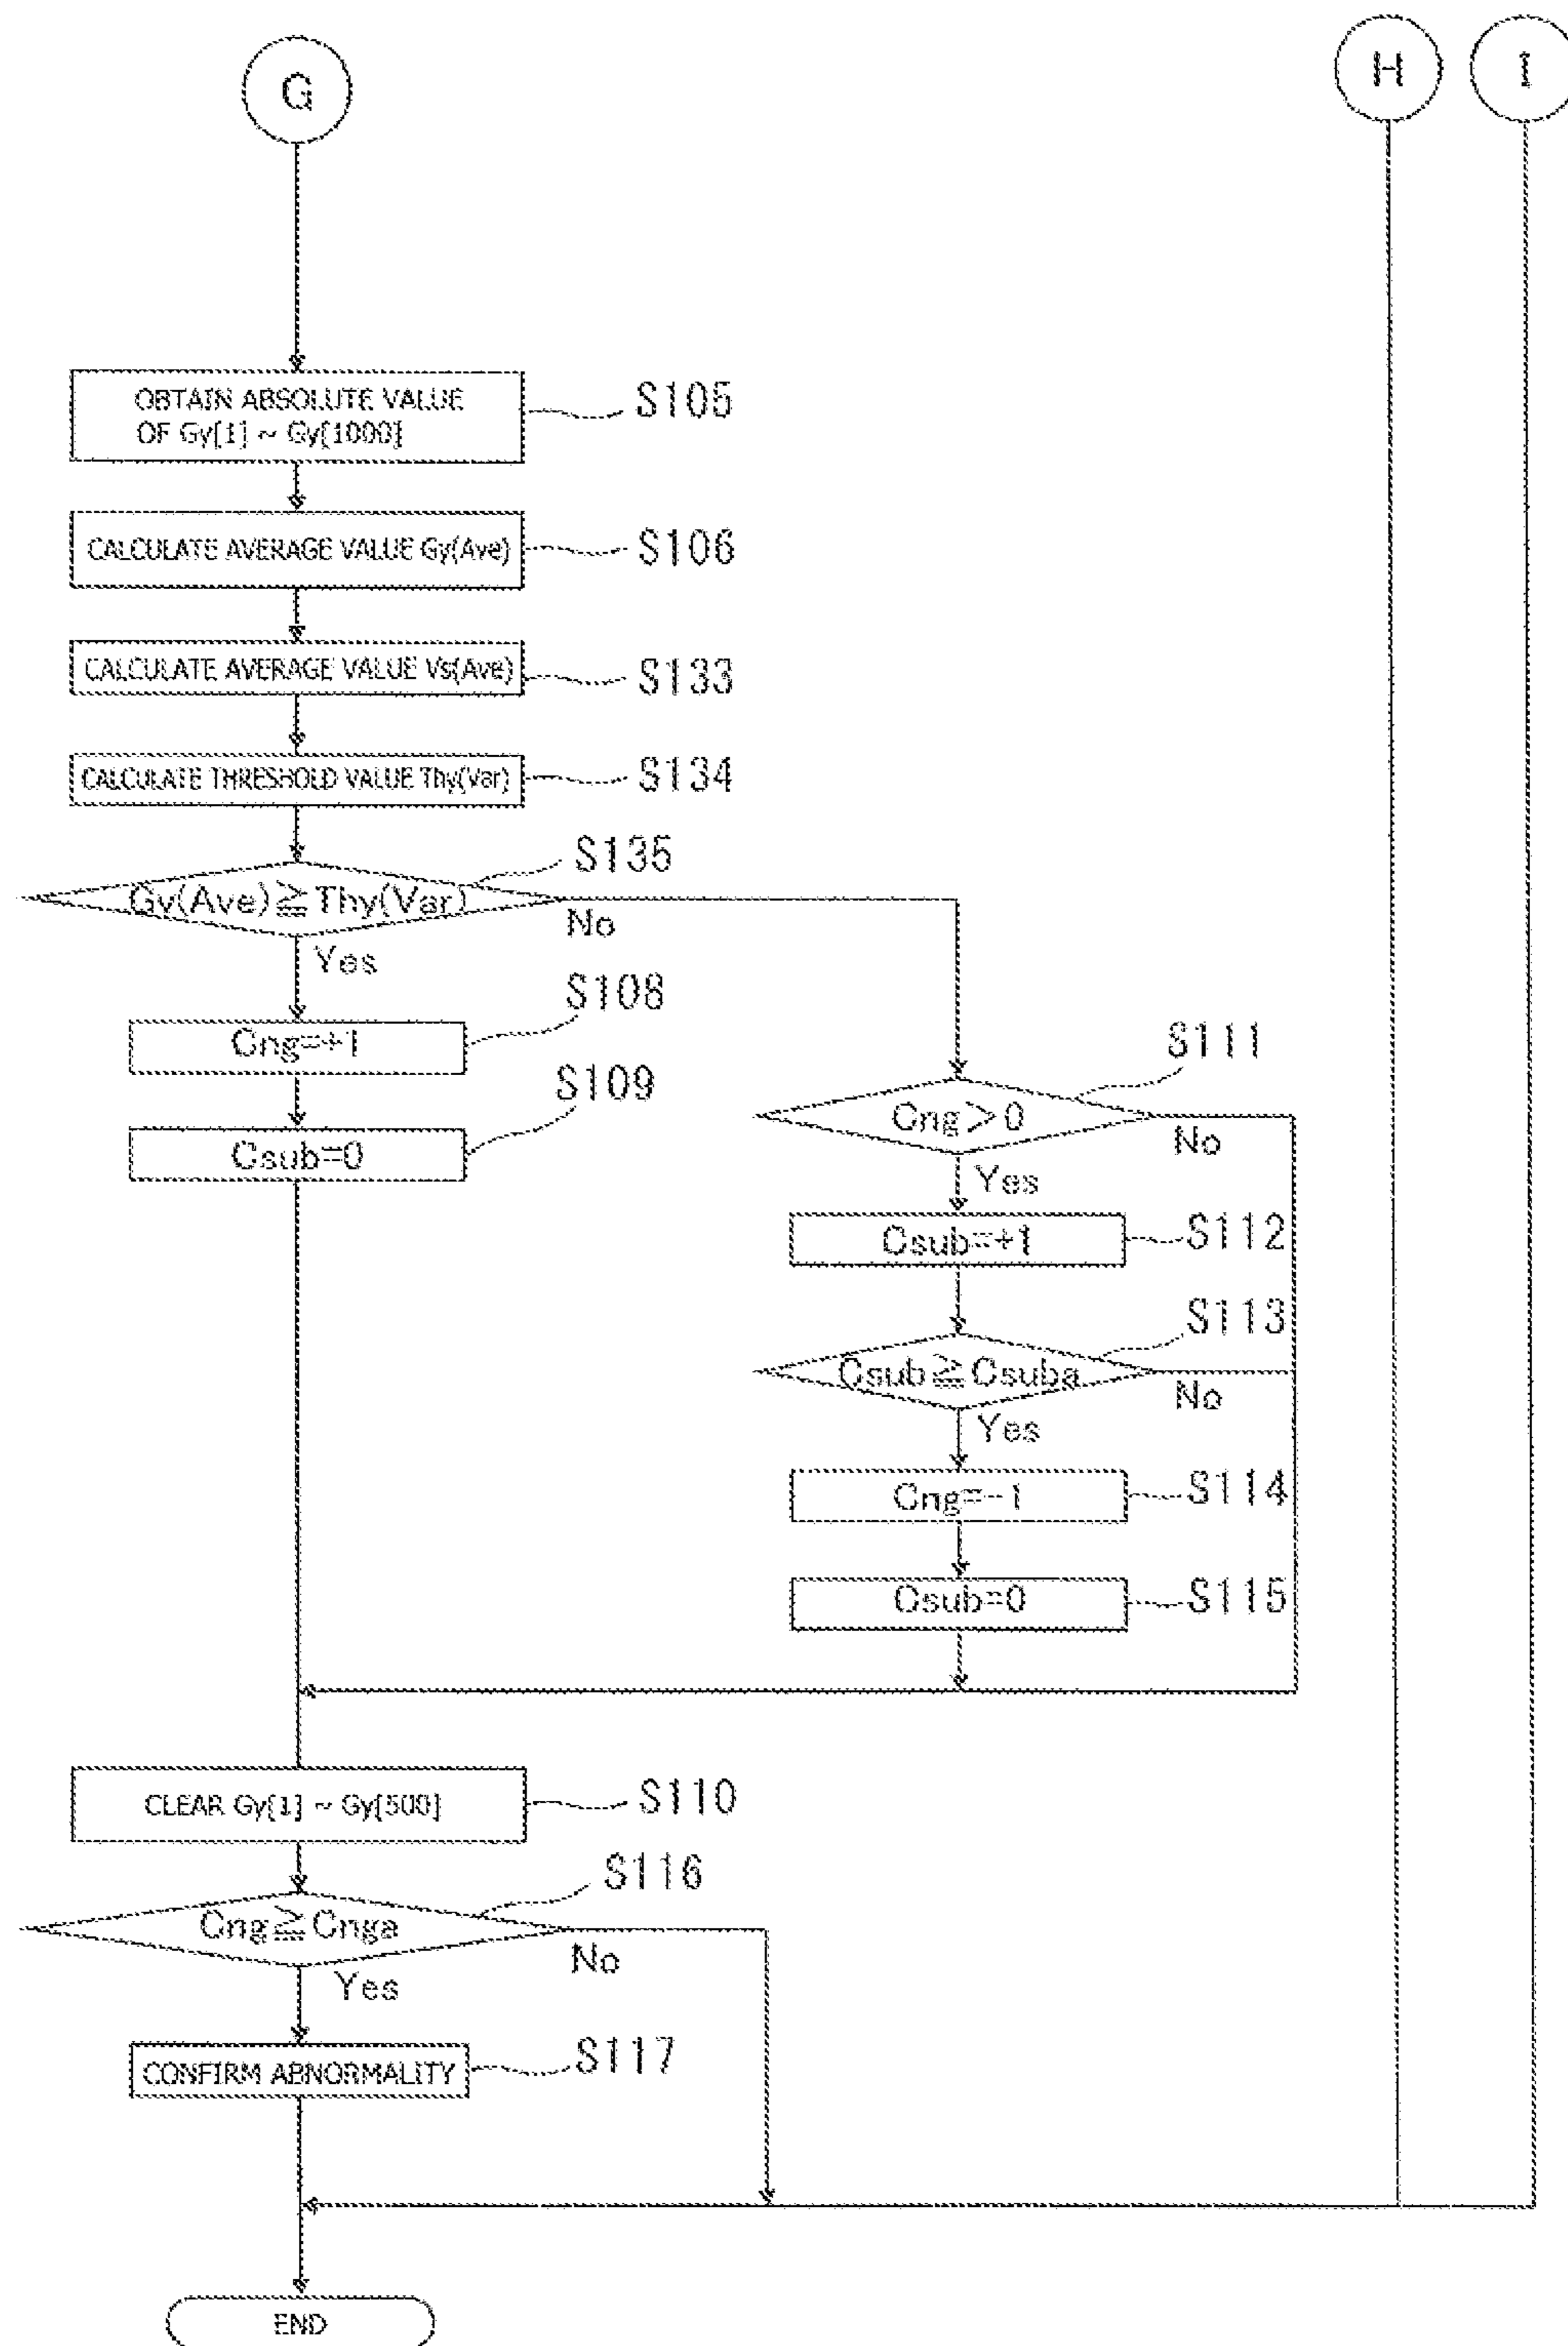 G
H
I
OBTAIN ABSOLUTE VALUE
OF Gy[1] ~ Gy[1000]
S105
CALCULATE AVERAGE VALUE Gy(Ave)
S106
CALCULATE AVERAGE VALUE Vs(Ave)
S133
CALCULATE THRESHOLD VALUE Thy(Var)
S134
S135
Gy(Ave)≧Thy(Var)
No
Yes
S108
Cng=+1
S109
Csub=0
S111
Cng>0
No
Yes
S112
Csub=+1
S113
Csub≧Csuba
No
Yes
S114
Cng=-1
S115
Csub=0
S110
CLEAR Gy[1] ~ Gy[500]
S116
Cng≧Cnga
No
Yes
S117
CONFIRM ABNORMALITY
END